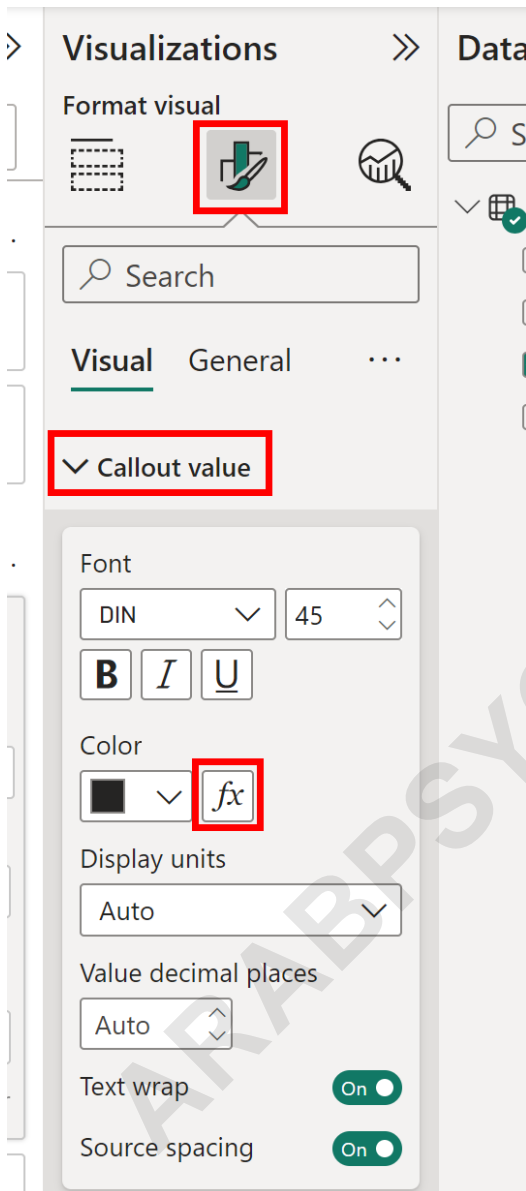 Visualizations
Data
Format visual
S
Search
Visual General ...
Callout value
Font
DIN 45
B I U
Color
fx
Display units
Auto
Value decimal places
Auto
Text wrap On
Source spacing On
ARABPSYC